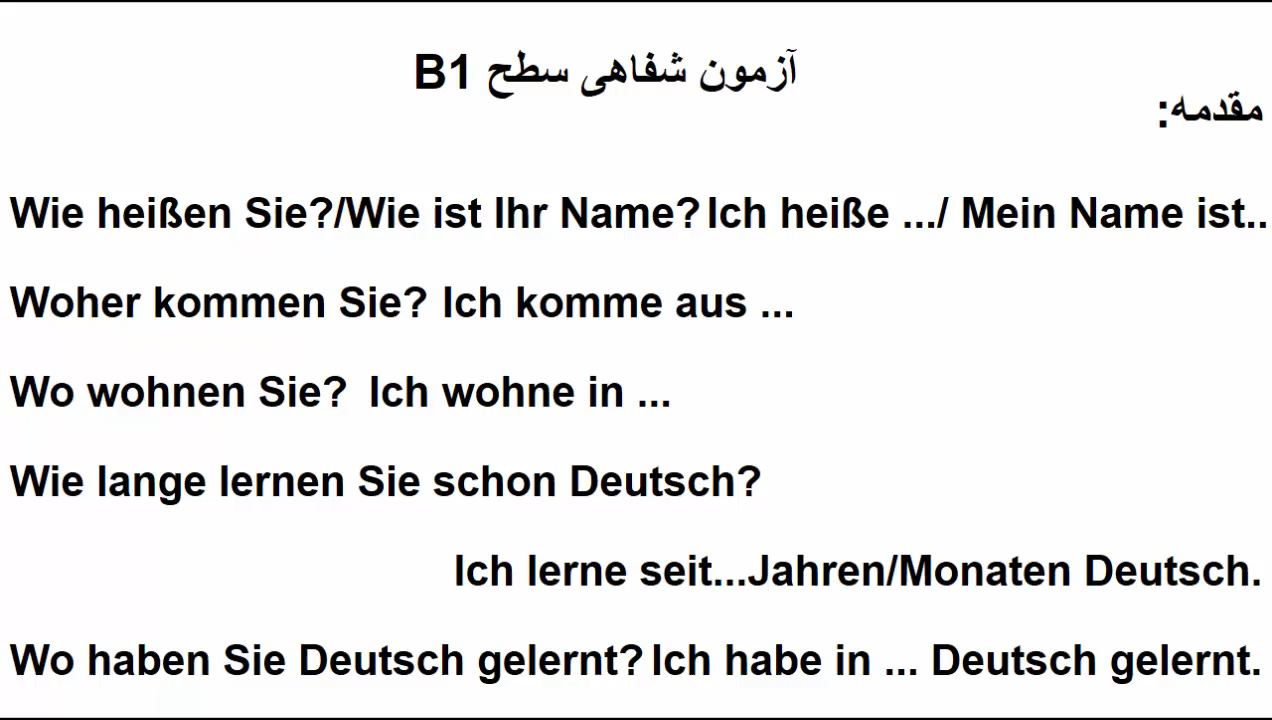 آزمون شفاهی سطح B1
مقدمه:
Wie heißen Sie?/Wie ist Ihr Name? Ich heiße .../ Mein Name ist..
Woher kommen Sie? Ich komme aus ...
Wo wohnen Sie? Ich wohne in ...
Wie lange lernen Sie schon Deutsch?
Ich lerne seit...Jahren/Monaten Deutsch.
Wo haben Sie Deutsch gelernt? Ich habe in ... Deutsch gelernt.